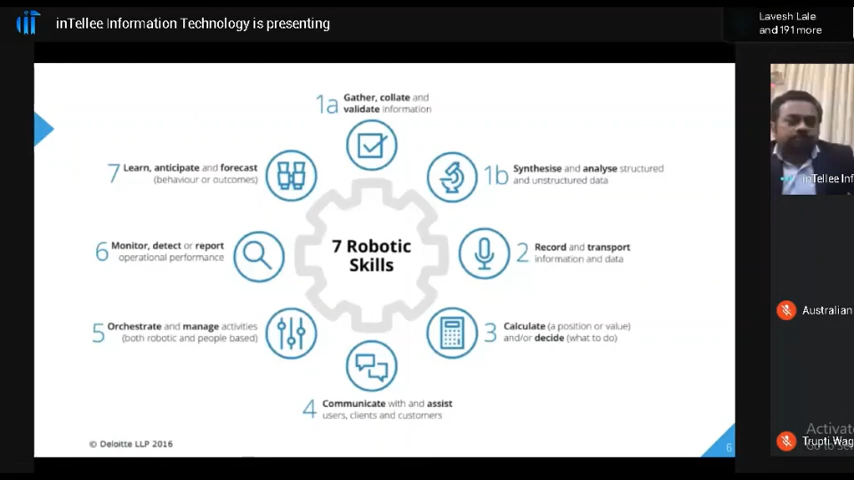 inTellee Information Technology is presenting
Lavesh Lale
and 191 more
1a Gather, collate and
validate information
7 Learn, anticipate and forecast
(behaviour or outcomes)
1b Synthesise and analyse structured
and unstructured data
6 Monitor, detect or report
operational performance
7 Robotic
Skills
2 Record and transport
information and data
5 Orchestrate and manage activities
(both robotic and people based)
3 Calculate (a position or value)
and/or decide (what to do)
4 Communicate with and assist
users, clients and customers
© Deloitte LLP 2016
6
inTellee Inf
Australian
Activat
Trupti Wag